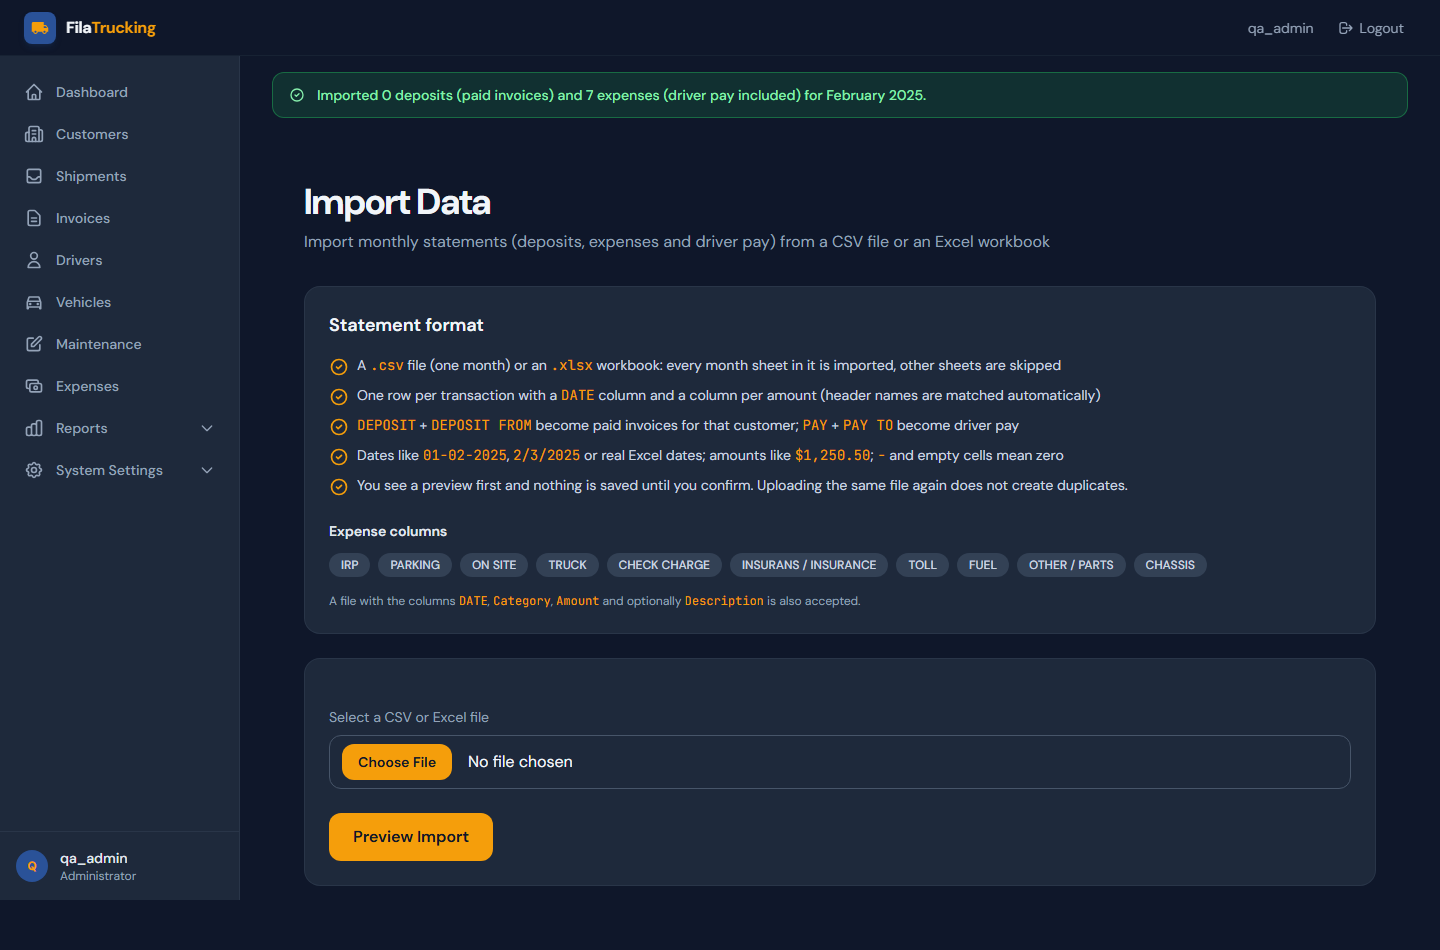 FilaTrucking
qa_admin
Logout
Dashboard
Customers
Shipments
Invoices
Drivers
Vehicles
Maintenance
Expenses
Reports
System Settings
Q
qa_admin
Administrator
Imported 0 deposits (paid invoices) and 7 expenses (driver pay included) for February 2025.
Import Data
Import monthly statements (deposits, expenses and driver pay) from a CSV file or an Excel workbook
Statement format
A .csv file (one month) or an .xlsx workbook: every month sheet in it is imported, other sheets are skipped
One row per transaction with a DATE column and a column per amount (header names are matched automatically)
DEPOSIT + DEPOSIT FROM become paid invoices for that customer; PAY + PAY TO become driver pay
Dates like 01-02-2025, 2/3/2025 or real Excel dates; amounts like $1,250.50; - and empty cells mean zero
You see a preview first and nothing is saved until you confirm. Uploading the same file again does not create duplicates.
Expense columns
IRP PARKING ON SITE TRUCK CHECK CHARGE INSURANS / INSURANCE TOLL FUEL OTHER / PARTS CHASSIS
A file with the columns DATE, Category, Amount and optionally Description is also accepted.
Select a CSV or Excel file
Choose File No file chosen
Preview Import